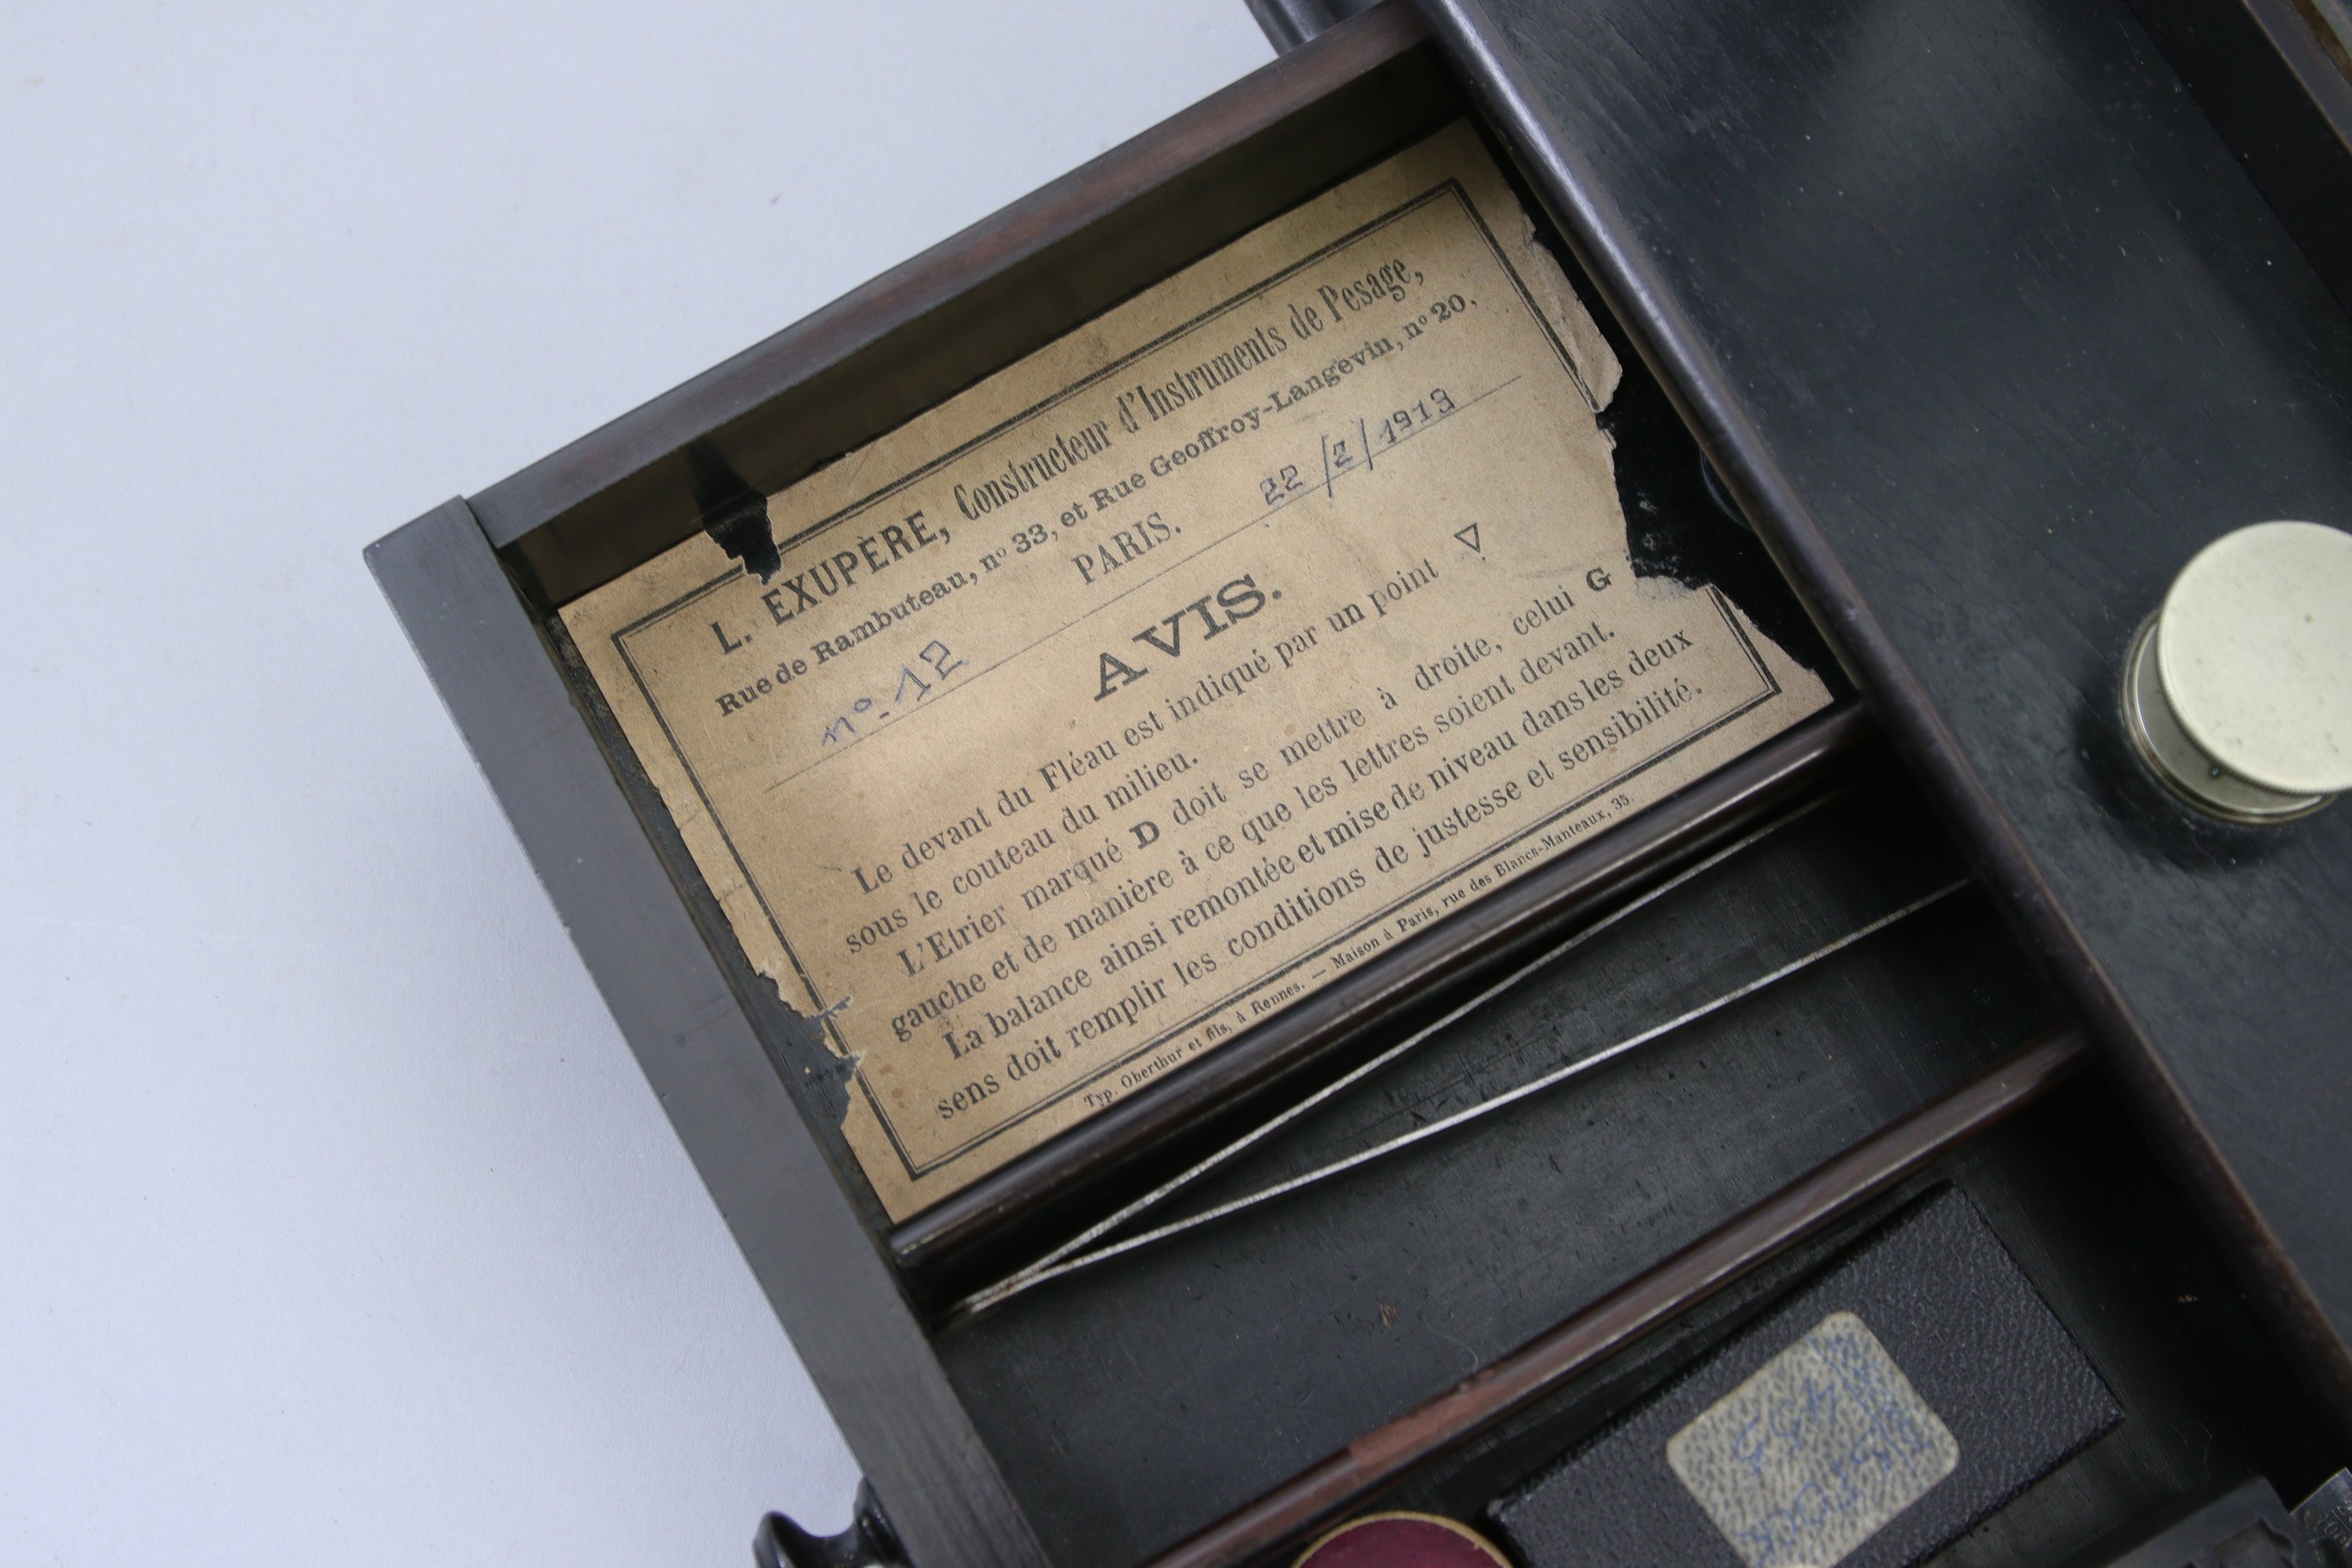 L. EXUPÈRE, Constructeur d'Instruments de Pesage,
Rue de Rambuteau, nº 33, et Rue Geoffroy-Langevin, nº 20,
PARIS.
nº. 12
22/2/1913
AVIS.
Le devant du Fléau est indiqué par un point ▽
sous le couteau du milieu.
L'Etrier marqué D doit se mettre à droite, celui G
gauche et de manière à ce que les lettres soient devant.
La balance ainsi remontée et mise de niveau dans les deux
sens doit remplir les conditions de justesse et sensibilité.
Typ. Oberthur et fils, à Rennes. — Maison à Paris, rue des Blancs-Manteaux, 35.